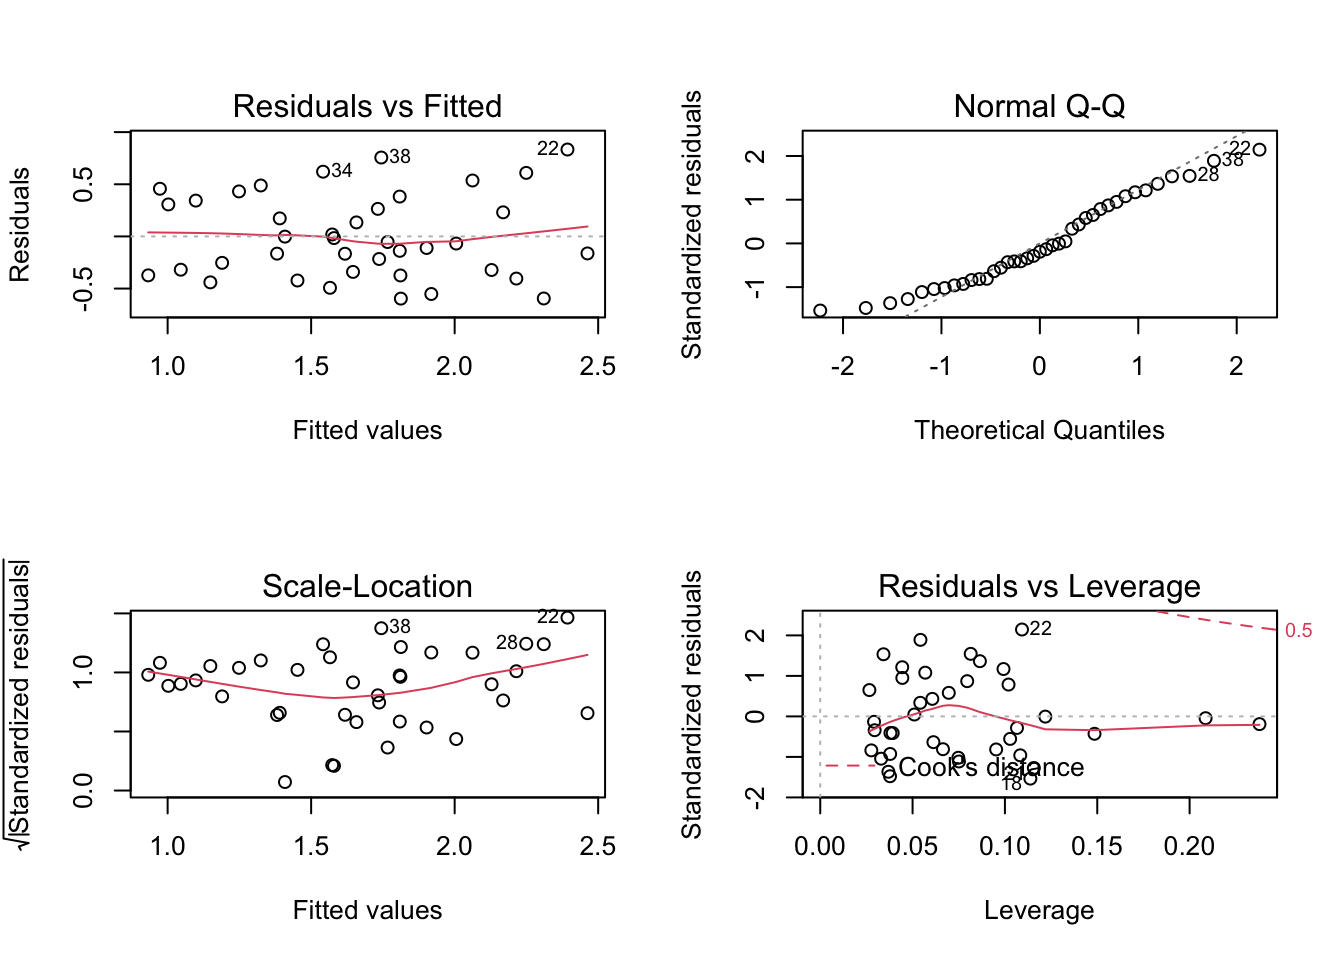 Residuals vs Fitted
Residuals
0.5
-0.5
34
38
22
1.0 1.5 2.0 2.5
Fitted values
Normal Q-Q
Standardized residuals
2
1
0
-1
22
38
28
-2 -1 0 1 2
Theoretical Quantiles
Scale-Location
√|Standardized residuals|
1.0
0.0
38
28
22
1.0 1.5 2.0 2.5
Fitted values
Residuals vs Leverage
Standardized residuals
2
0
-2
22
0.5
Cook's distance
18
0.00 0.05 0.10 0.15 0.20
Leverage